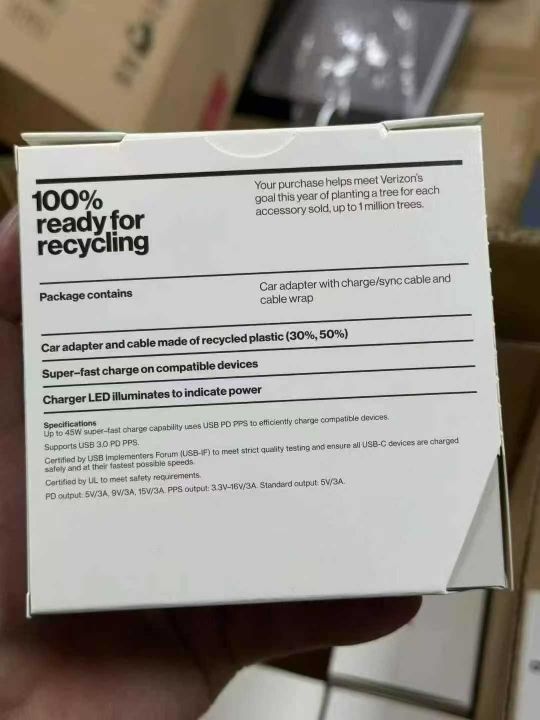 100%
ready for
recycling
Your purchase helps meet Verizon's
goal this year of planting a tree for each
accessory sold, up to 1 million trees.
Package contains
Car adapter with charge/sync cable and
cable wrap
Car adapter and cable made of recycled plastic (30%, 50%)
Super-fast charge on compatible devices
Charger LED illuminates to indicate power
Specifications
Up to 45W super-fast charge capability uses USB PD PPS to efficiently charge compatible devices.
Supports USB 3.0 PD PPS.
Certified by USB Implementers Forum (USB-IF) to meet strict quality testing and ensure all USB-C devices are charged
safely and at their fastest possible speeds.
Certified by UL to meet safety requirements.
PD output: 5V/3A, 9V/3A, 15V/3A. PPS output: 3.3V-16V/3A. Standard output: 5V/3A.